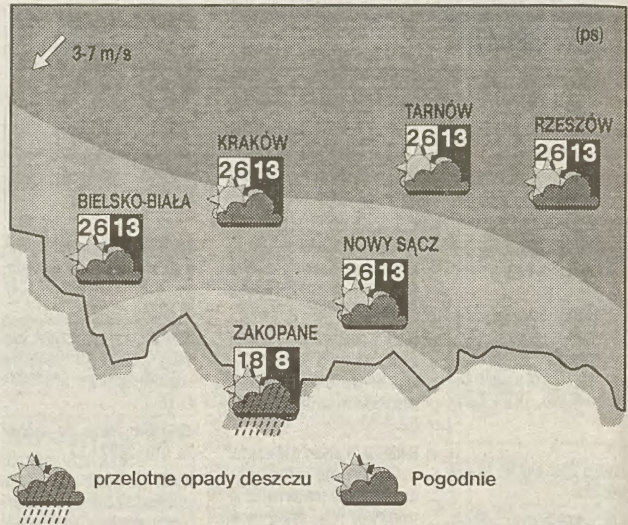 3-7 m/s
(ps)
TARNÓW
26 13
RZESZÓW
26 13
KRAKÓW
26 13
BIELSKO-BIAŁA
26 13
NOWY SĄCZ
26 13
ZAKOPANE
18 8
przelotne opady deszczu
Pogodnie